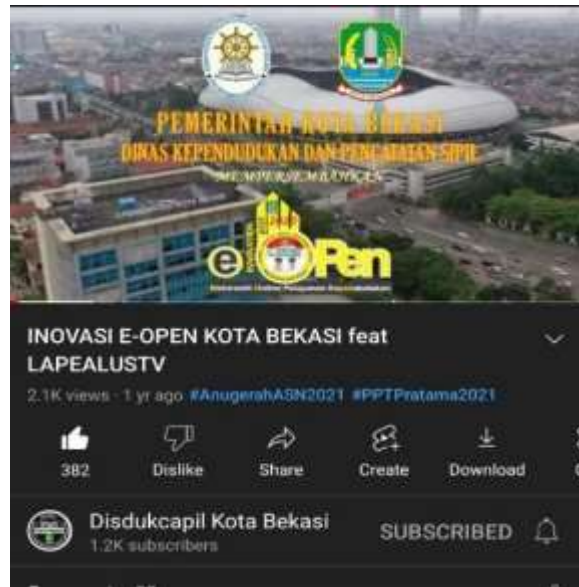 PEMERINTAH KOTA BEKASI
DINAS KEPENDUDUKAN DAN PENCATATAN SIPIL
MEMPERSEMBAHKAN
e OPen
INOVASI E-OPEN KOTA BEKASI feat
LAPEALUSTV
2.1K views · 1 yr ago #AnugerahASN2021 #PPTPratama2021
382 Dislike Share Create Download
Disdukcapil Kota Bekasi SUBSCRIBED
1.2K subscribers